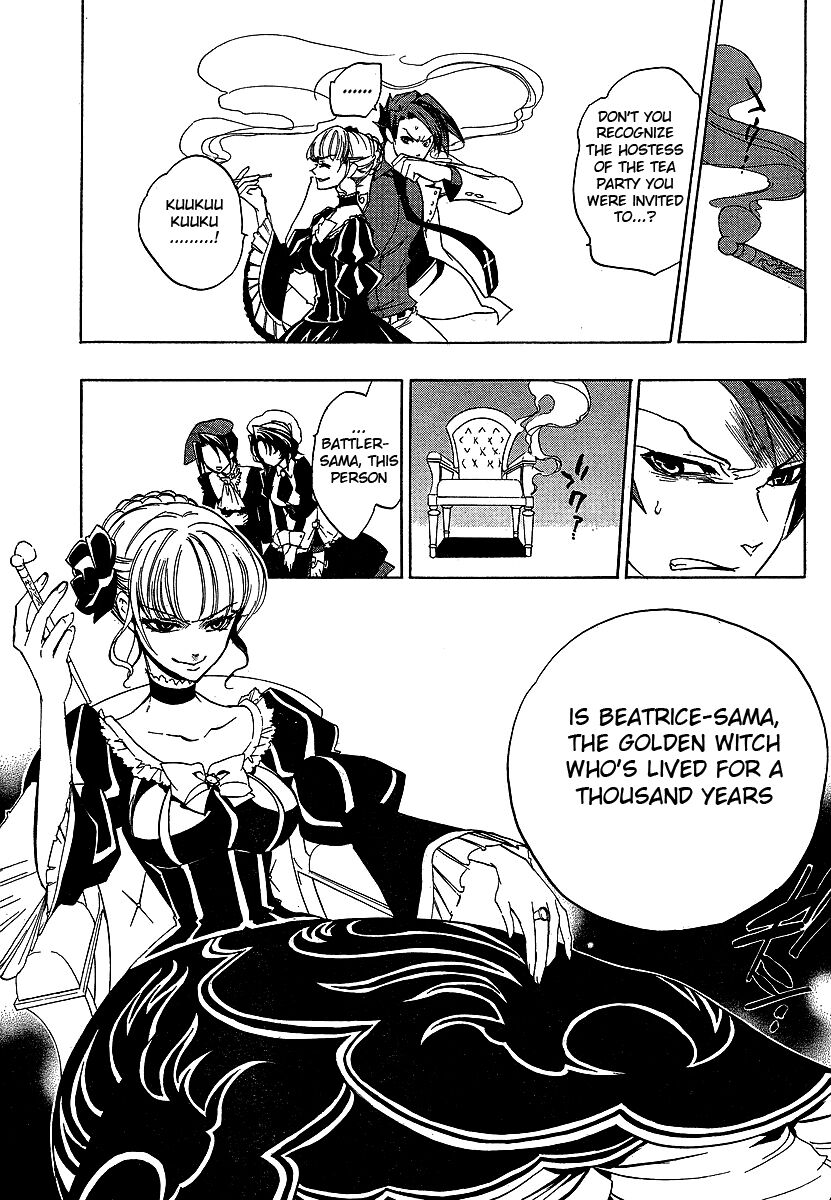 DON'T YOU
RECOGNIZE
THE HOSTESS
OF THE TEA
PARTY YOU
WERE INVITED
TO...?
......
KUUKUU
KUUKU
.........!
...
BATTLER-
SAMA, THIS
PERSON
IS BEATRICE-SAMA,
THE GOLDEN WITCH
WHO'S LIVED FOR A
THOUSAND YEARS